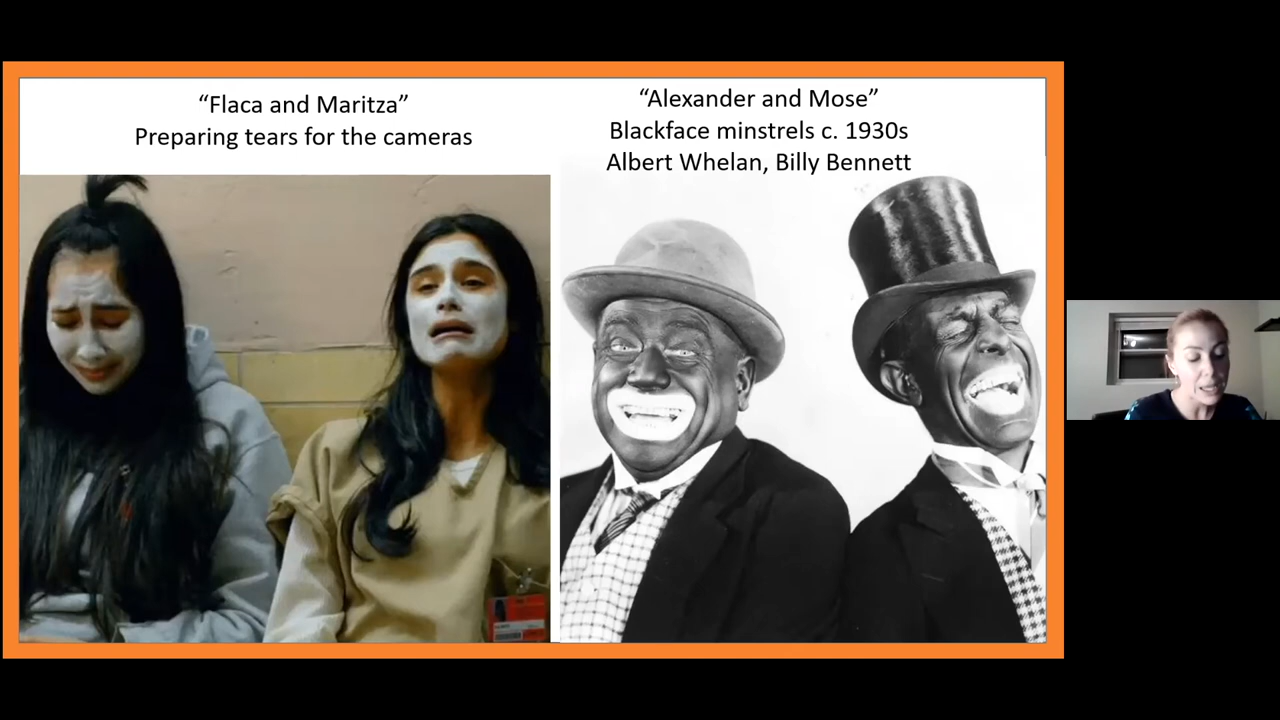 “Flaca and Maritza”
Preparing tears for the cameras
“Alexander and Mose”
Blackface minstrels c. 1930s
Albert Whelan, Billy Bennett